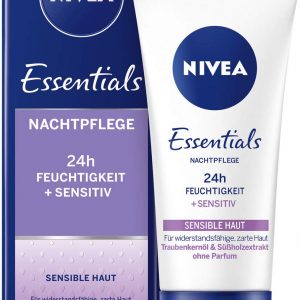 NIVEA
Essentials
NACHTPFLEGE
24h
FEUCHTIGKEIT
+ SENSITIV
SENSIBLE HAUT
NIVEA
Essentials
NACHTPFLEGE
24h
FEUCHTIGKEIT
+ SENSITIV
SENSIBLE HAUT
Für widerstandsfähige, zarte Haut
Traubenkernöl & Süßholzextrakt
ohne Parfum